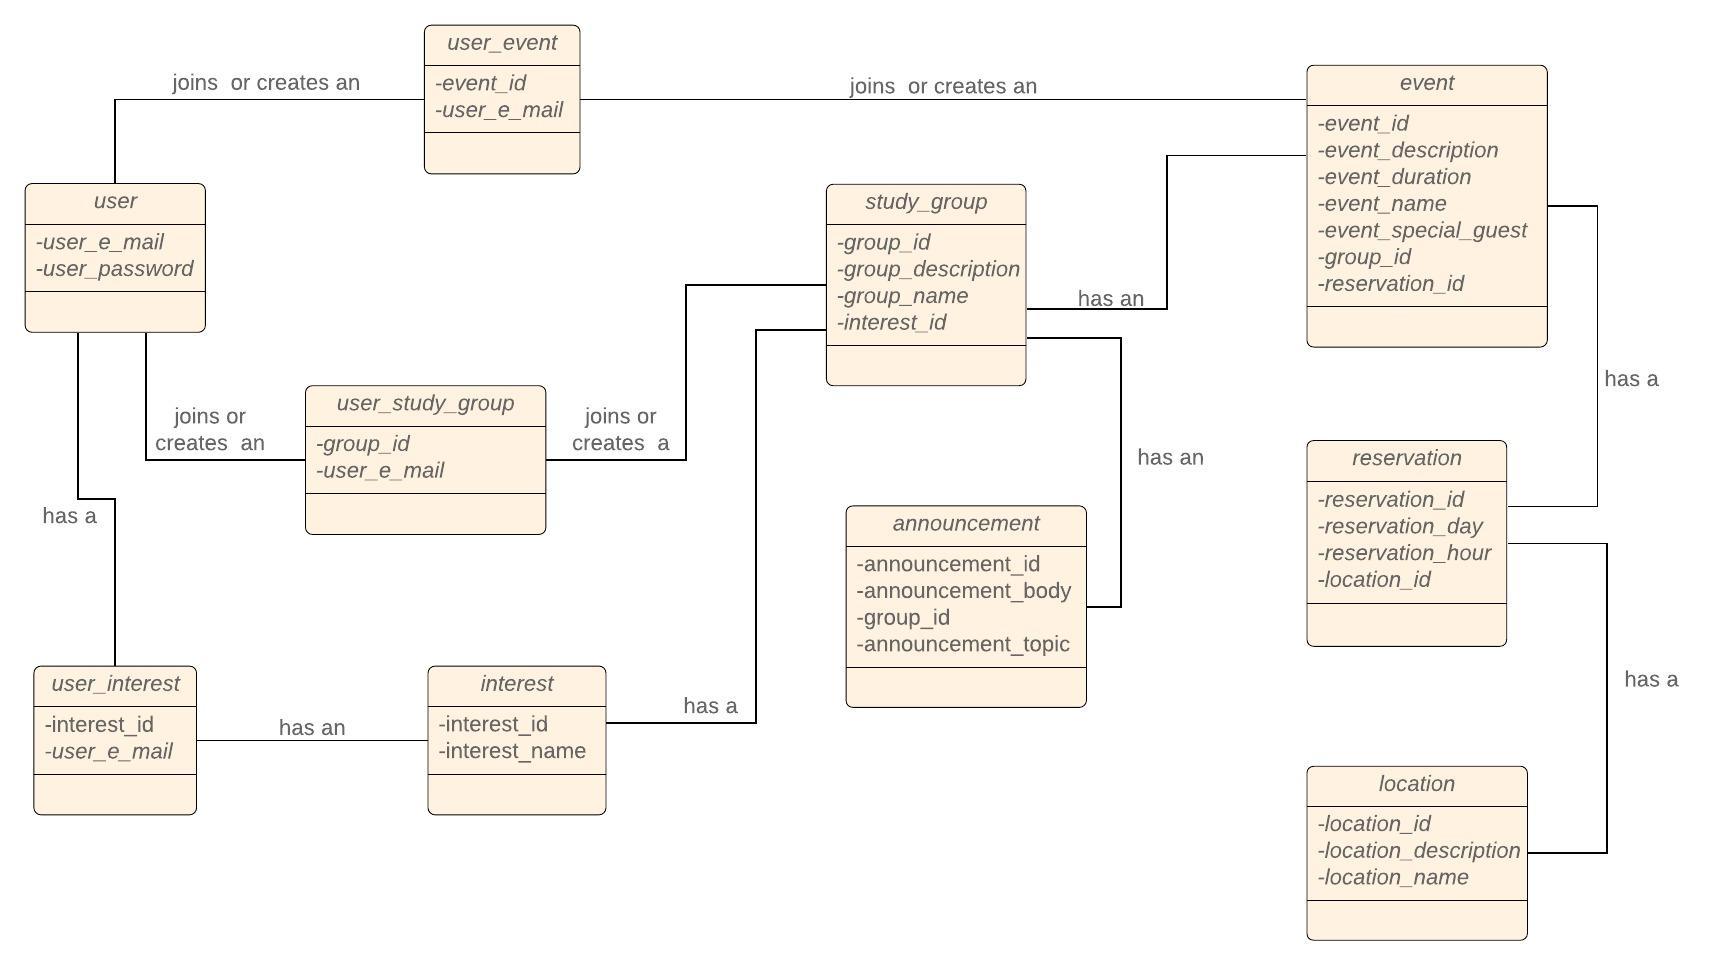 user_event
-event_id
-user_e_mail
joins  or creates an
joins  or creates an
event
-event_id
-event_description
-event_duration
-event_name
-event_special_guest
-group_id
-reservation_id
user
-user_e_mail
-user_password
study_group
-group_id
-group_description
-group_name
-interest_id
has an
has a
user_study_group
-group_id
-user_e_mail
joins or
creates  an
joins or
creates  a
has an
reservation
-reservation_id
-reservation_day
-reservation_hour
-location_id
has a
announcement
-announcement_id
-announcement_body
-group_id
-announcement_topic
user_interest
-interest_id
-user_e_mail
has an
interest
-interest_id
-interest_name
has a
has a
location
-location_id
-location_description
-location_name